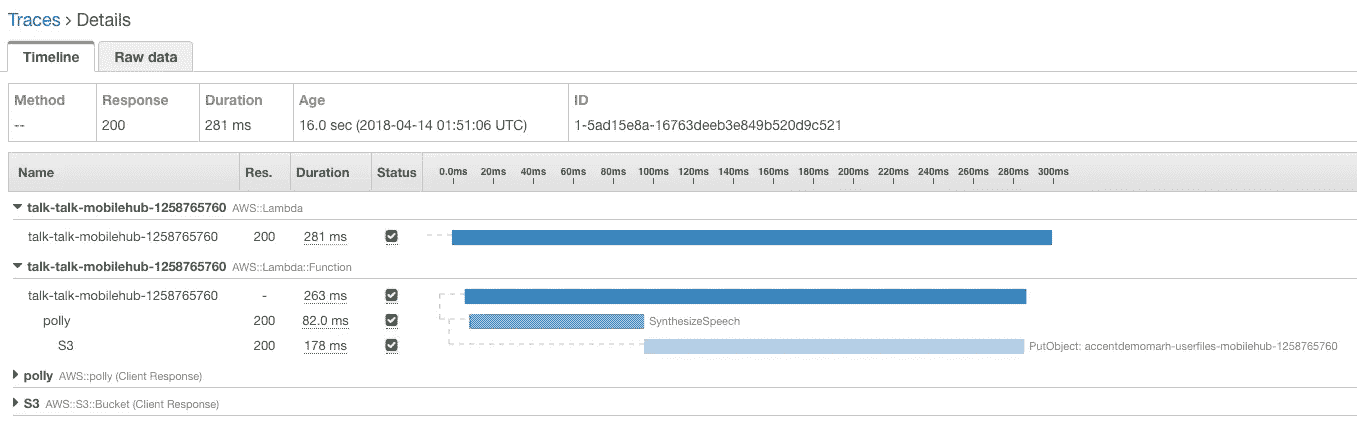 Traces > Details
Timeline Raw data
Method Response Duration Age ID
-- 200 281 ms 16.0 sec (2018-04-14 01:51:06 UTC) 1-5ad15e8a-16763deeb3e849b520d9c521
Name Res. Duration Status 0.0ms 20ms 40ms 60ms 80ms 100ms 120ms 140ms 160ms 180ms 200ms 220ms 240ms 260ms 280ms 300ms
talk-talk-mobilehub-1258765760 AWS::Lambda
talk-talk-mobilehub-1258765760 200 281 ms
talk-talk-mobilehub-1258765760 AWS::Lambda::Function
talk-talk-mobilehub-1258765760 - 263 ms
polly 200 82.0 ms SynthesizeSpeech
S3 200 178 ms PutObject: accentdemomarh-userfiles-mobilehub-1258765760
polly AWS::polly (Client Response)
S3 AWS::S3::Bucket (Client Response)